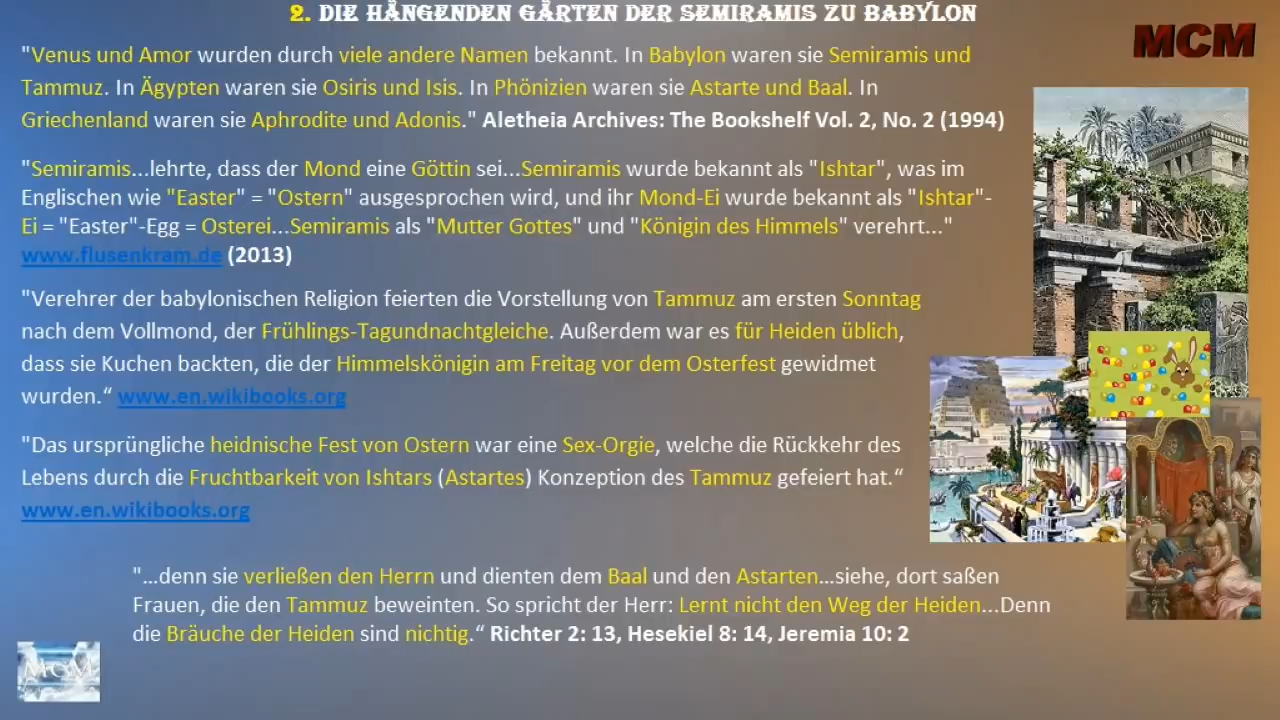 2. DIE HÄNGENDEN GÄRTEN DER SEMIRAMIS ZU BABYLON
MCM
"Venus und Amor wurden durch viele andere Namen bekannt. In Babylon waren sie Semiramis und
Tammuz. In Ägypten waren sie Osiris und Isis. In Phönizien waren sie Astarte und Baal. In
Griechenland waren sie Aphrodite und Adonis." Aletheia Archives: The Bookshelf Vol. 2, No. 2 (1994)
"Semiramis...lehrte, dass der Mond eine Göttin sei...Semiramis wurde bekannt als "Ishtar", was im
Englischen wie "Easter" = "Ostern" ausgesprochen wird, und ihr Mond-Ei wurde bekannt als "Ishtar"-
Ei = "Easter"-Egg = Osterei...Semiramis als "Mutter Gottes" und "Königin des Himmels" verehrt..."
www.flusenkram.de (2013)
"Verehrer der babylonischen Religion feierten die Vorstellung von Tammuz am ersten Sonntag
nach dem Vollmond, der Frühlings-Tagundnachtgleiche. Außerdem war es für Heiden üblich,
dass sie Kuchen backten, die der Himmelskönigin am Freitag vor dem Osterfest gewidmet
wurden.“ www.en.wikibooks.org
"Das ursprüngliche heidnische Fest von Ostern war eine Sex-Orgie, welche die Rückkehr des
Lebens durch die Fruchtbarkeit von Ishtars (Astartes) Konzeption des Tammuz gefeiert hat.“
www.en.wikibooks.org
"...denn sie verließen den Herrn und dienten dem Baal und den Astarten...siehe, dort saßen
Frauen, die den Tammuz beweinten. So spricht der Herr: Lernt nicht den Weg der Heiden...Denn
die Bräuche der Heiden sind nichtig.“ Richter 2: 13, Hesekiel 8: 14, Jeremia 10: 2
MCM